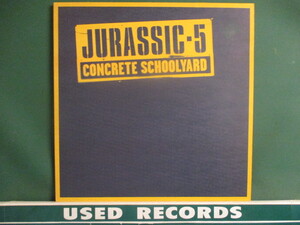 JURASSIC·5
CONCRETE SCHOOLYARD
USED RECORDS